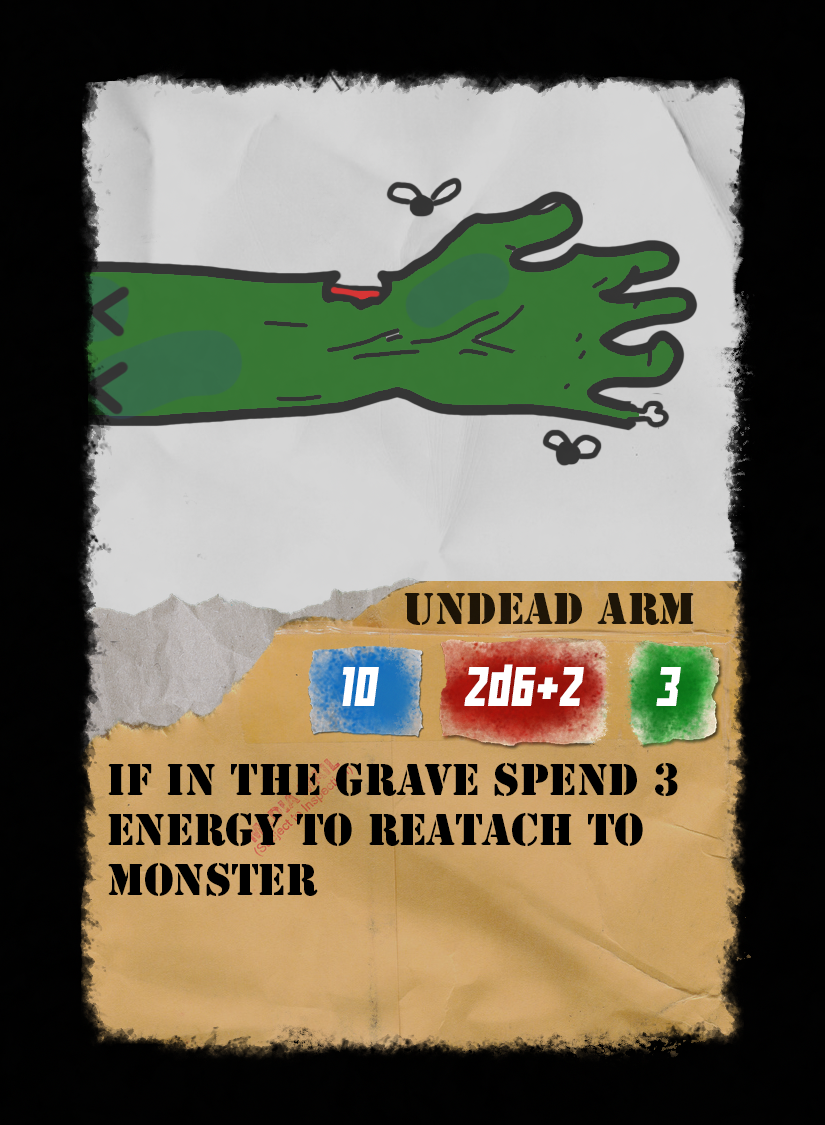 UNDEAD ARM
10 2d6+2 3
IF IN THE GRAVE SPEND 3
ENERGY TO REATACH TO
MONSTER